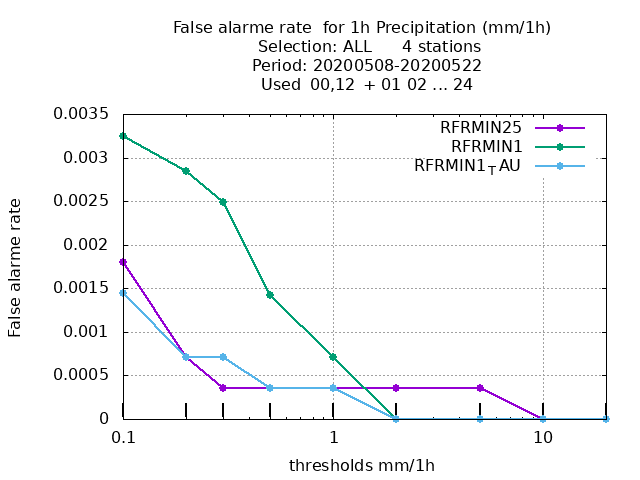 False alarme rate  for 1h Precipitation (mm/1h)
Selection: ALL      4 stations
Period: 20200508-20200522
Used  00,12  + 01 02 ... 24
RFRMIN25
RFRMIN1
RFRMIN1TAU
0.0035
0.003
0.0025
0.002
0.0015
0.001
0.0005
0
False alarme rate
0.1
1
10
thresholds mm/1h